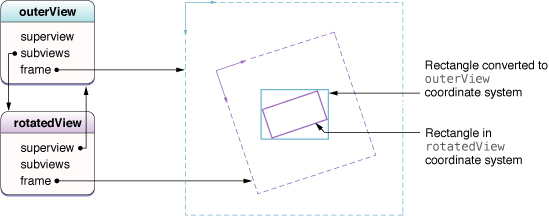 outerView
superview
subviews
frame
rotatedView
superview
subviews
frame
Rectangle converted to
outerView
coordinate system
Rectangle in
rotatedView
coordinate system